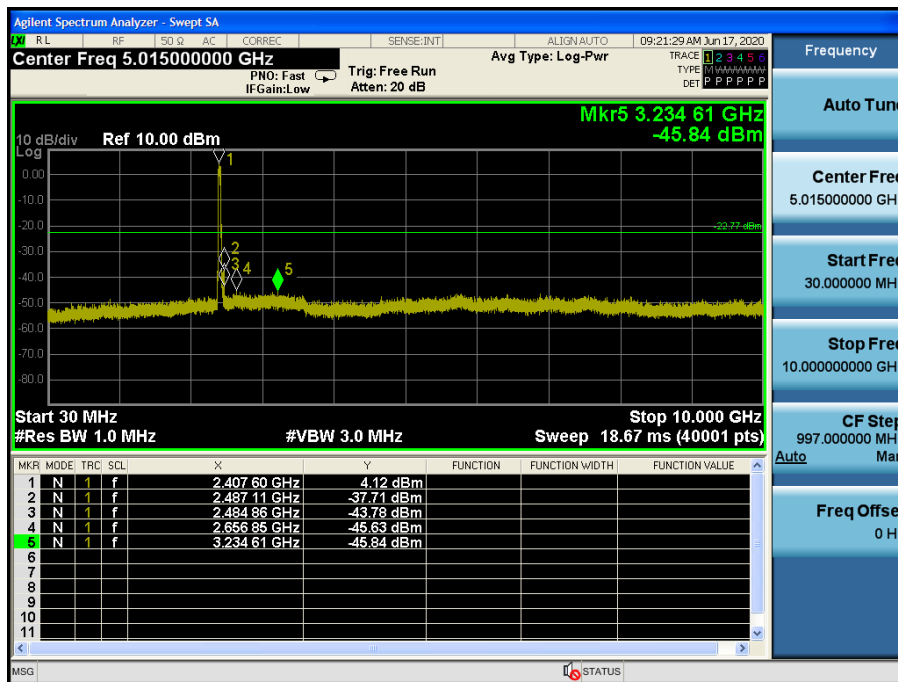 Agilent Spectrum Analyzer - Swept SA
LXI RL RF 50 Ω AC CORREC SENSE:INT ALIGNAUTO 09:21:29 AM Jun 17, 2020
Center Freq 5.015000000 GHz
PNO: Fast
IFGain:Low
Trig: Free Run
Atten: 20 dB
Avg Type: Log-Pwr
TRACE 1 2 3 4 5 6
TYPE MWWWWW
DET P P P P P P
Mkr5 3.234 61 GHz
-45.84 dBm
10 dB/div
Log
Ref 10.00 dBm
0.00
-10.0
-20.0
-30.0
-40.0
-50.0
-60.0
-70.0
-80.0
-22.77 dBm
1
2
3
4
5
Start 30 MHz
Stop 10.000 GHz
#Res BW 1.0 MHz
#VBW 3.0 MHz
Sweep 18.67 ms (40001 pts)
MKR MODE TRC SCL X Y FUNCTION FUNCTION WIDTH FUNCTION VALUE
1 N 1 f 2.407 60 GHz 4.12 dBm
2 N 1 f 2.487 11 GHz -37.71 dBm
3 N 1 f 2.484 86 GHz -43.78 dBm
4 N 1 f 2.656 85 GHz -45.63 dBm
5 N 1 f 3.234 61 GHz -45.84 dBm
6
7
8
9
10
11
MSG
STATUS
Frequency
Auto Tun
Center Fre
5.015000000 GH
Start Fre
30.000000 MH
Stop Fre
10.000000000 GH
CF Step
997.000000 MH
Auto Ma
Freq Offse
0 H